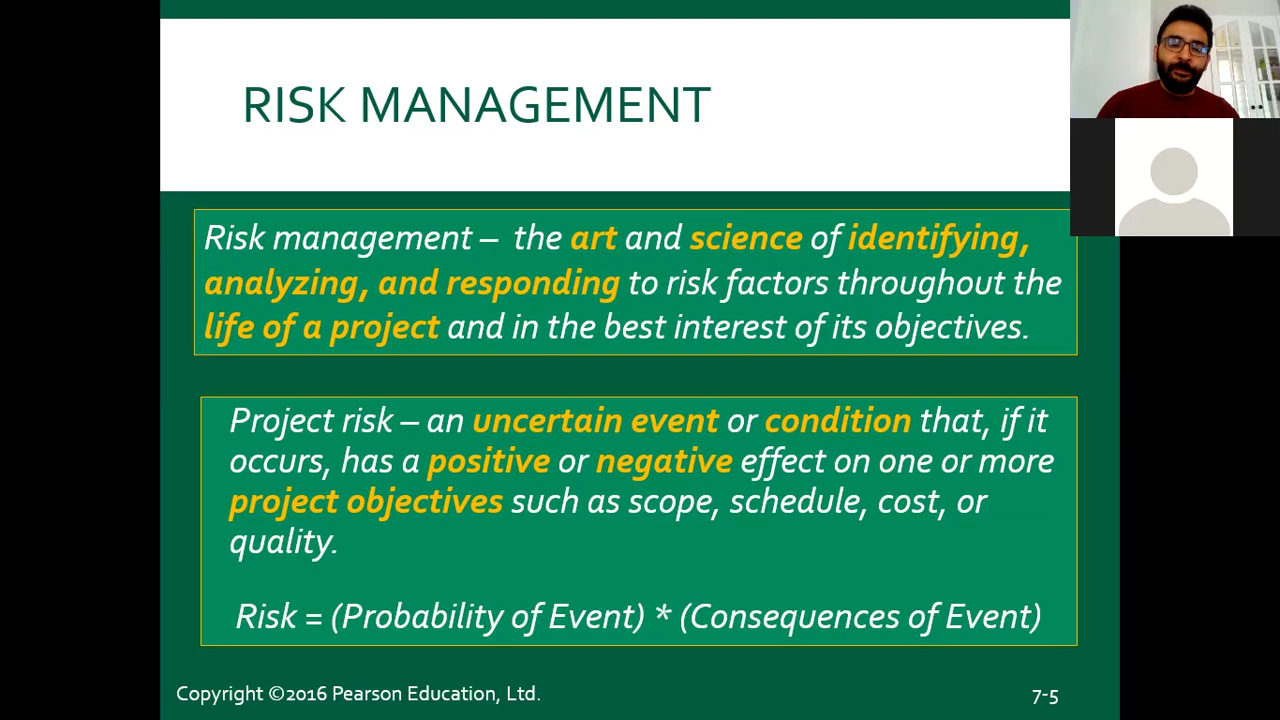 RISK MANAGEMENT
Risk management – the art and science of identifying,
analyzing, and responding to risk factors throughout the
life of a project and in the best interest of its objectives.
Project risk – an uncertain event or condition that, if it
occurs, has a positive or negative effect on one or more
project objectives such as scope, schedule, cost, or
quality.
Risk = (Probability of Event) * (Consequences of Event)
Copyright ©2016 Pearson Education, Ltd.
7-5